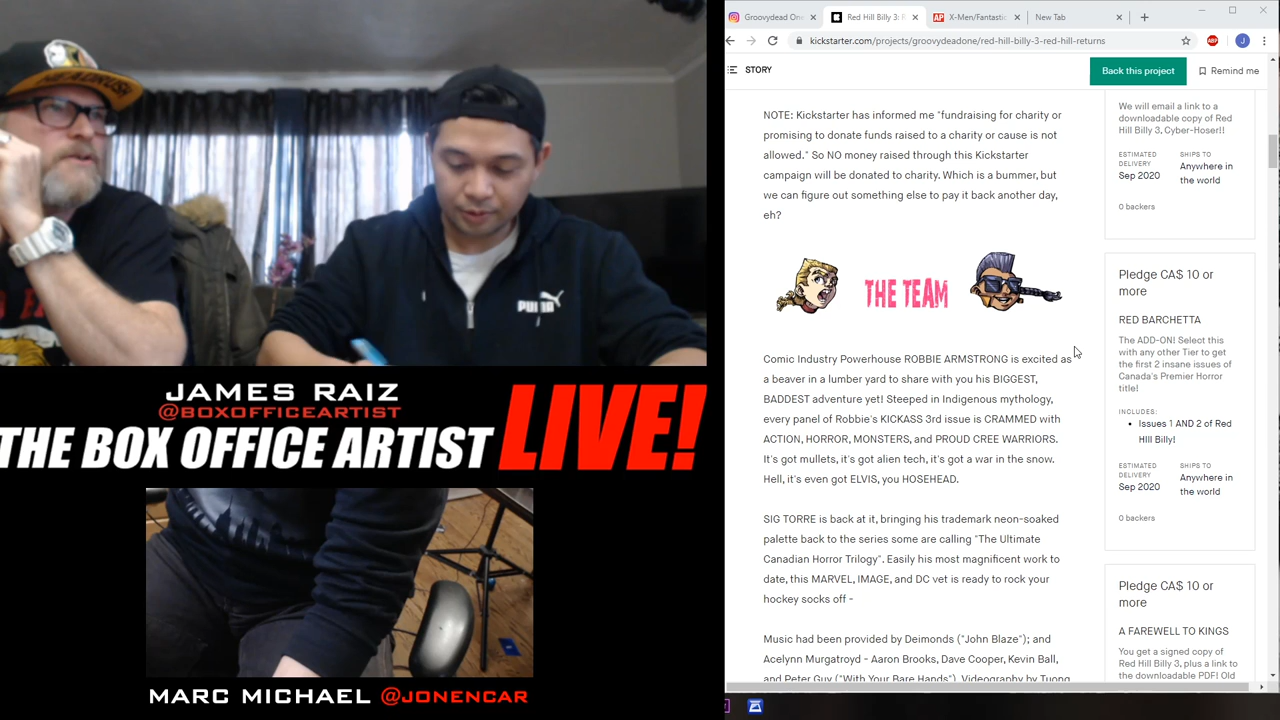 PUMA
JAMES RAIZ
@BOXOFFICEARTIST
THE BOX OFFICE ARTIST LIVE!
MARC MICHAEL @JONENCAR
Groovydead One
Red Hill Billy 3: R
X-Men/Fantastic
New Tab
kickstarter.com/projects/groovydeadone/red-hill-billy-3-red-hill-returns
STORY
Back this project
Remind me
NOTE: Kickstarter has informed me "fundraising for charity or
promising to donate funds raised to a charity or cause is not
allowed." So NO money raised through this Kickstarter
campaign will be donated to charity. Which is a bummer, but
we can figure out something else to pay it back another day,
eh?
THE TEAM
Comic Industry Powerhouse ROBBIE ARMSTRONG is excited as
a beaver in a lumber yard to share with you his BIGGEST,
BADDEST adventure yet! Steeped in Indigenous mythology,
every panel of Robbie's KICKASS 3rd issue is CRAMMED with
ACTION, HORROR, MONSTERS, and PROUD CREE WARRIORS.
It's got mullets, it's got alien tech, it's got a war in the snow.
Hell, it's even got ELVIS, you HOSEHEAD.
SIG TORRE is back at it, bringing his trademark neon-soaked
palette back to the series some are calling "The Ultimate
Canadian Horror Trilogy". Easily his most magnificent work to
date, this MARVEL, IMAGE, and DC vet is ready to rock your
hockey socks off -
Music had been provided by Deimonds ("John Blaze"); and
Acelynn Murgatroyd - Aaron Brooks, Dave Cooper, Kevin Ball,
and Peter Guy ("With Your Bare Hands"). Videography by Tuong
We will email a link to a
downloadable copy of Red
Hill Billy 3, Cyber-Hoser!!
ESTIMATED DELIVERY
Sep 2020
SHIPS TO
Anywhere in
the world
0 backers
Pledge CA$ 10 or
more
RED BARCHETTA
The ADD-ON! Select this
with any other Tier to get
the first 2 insane issues of
Canada's Premier Horror
title!
INCLUDES:
Issues 1 AND 2 of Red
Hill Billy!
ESTIMATED DELIVERY
Sep 2020
SHIPS TO
Anywhere in
the world
0 backers
Pledge CA$ 10 or
more
A FAREWELL TO KINGS
You get a signed copy of
Red Hill Billy 3, plus a link to
the downloadable PDF! Old